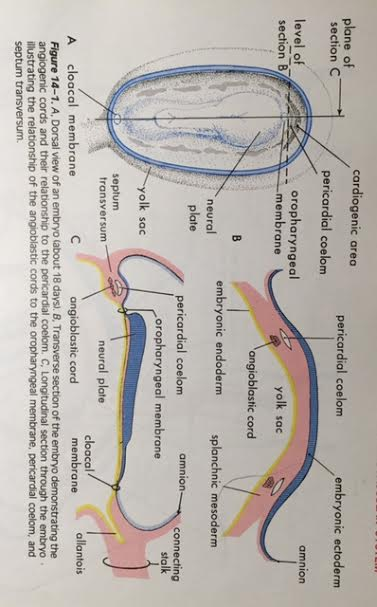 SYSTEM
plane of
section C
level of
section B
cardiogenic area
pericardial coelom
oropharyngeal
membrane
neural
plate
yolk sac
A cloacal membrane
pericardial coelom
embryonic ectoderm
amnion
yolk sac
angioblastic cord
B
embryonic endoderm
splanchnic mesoderm
pericardial coelom
oropharyngeal membrane
amnion
connecting
stalk
septum
transversum
C
angioblastic cord
neural plate
cloacal
membrane
allantois
Figure 14–1. A, Dorsal view of an embryo (about 18 days). B, Transverse section of the embryo demonstrating the
angiogenic cords and their relationship to the pericardial coelom. C, Longitudinal section through the embryo,
illustrating the relationship of the angioblastic cords to the oropharyngeal membrane, pericardial coelom, and
septum transversum.